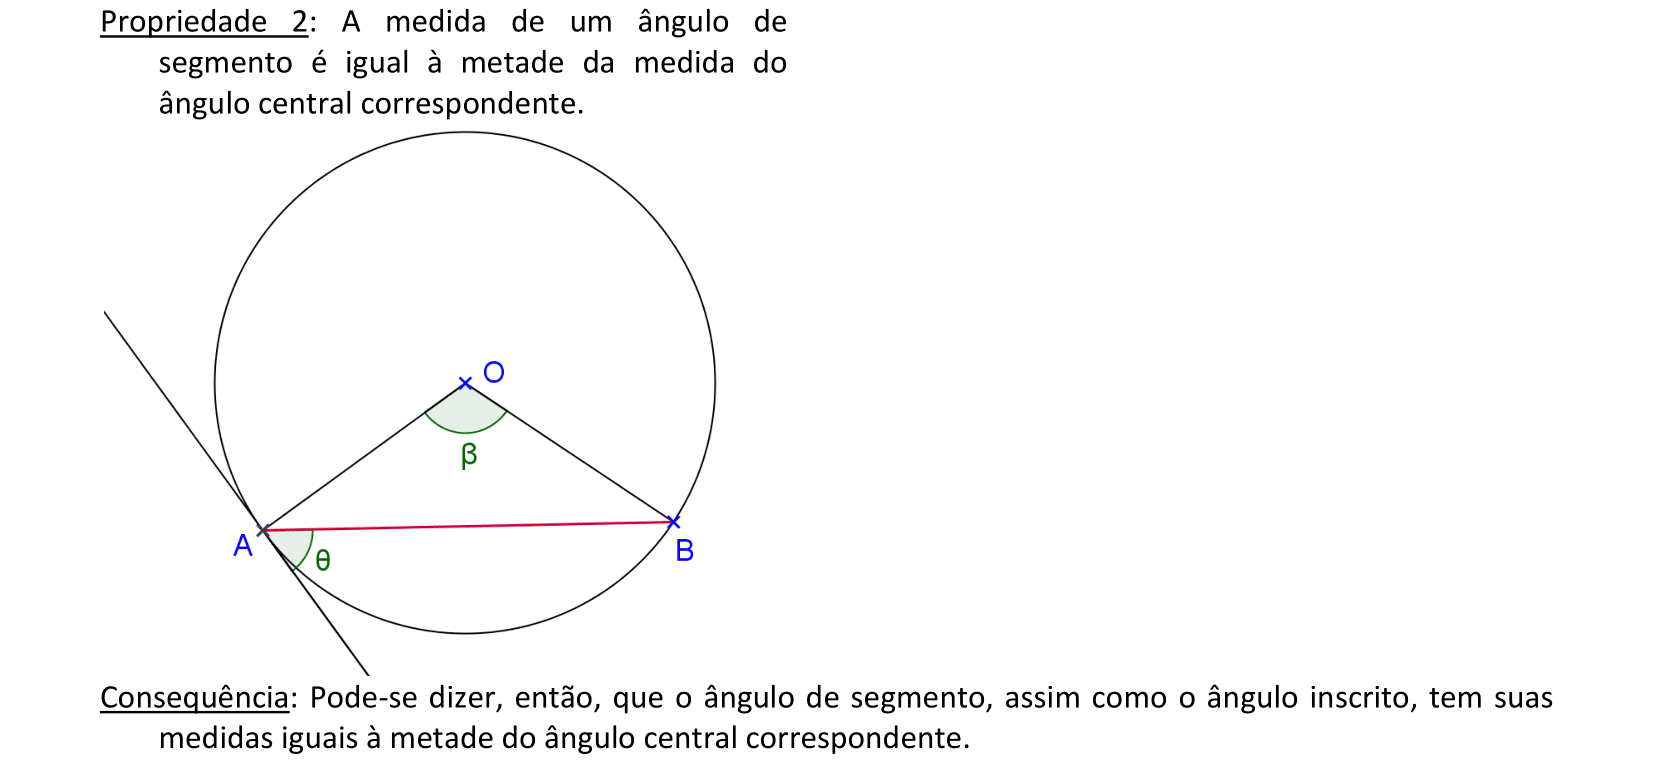 Propriedade 2: A medida de um ângulo de
segmento é igual à metade da medida do
ângulo central correspondente.
O
β
A
θ
B
Consequência: Pode-se dizer, então, que o ângulo de segmento, assim como o ângulo inscrito, tem suas
medidas iguais à metade do ângulo central correspondente.